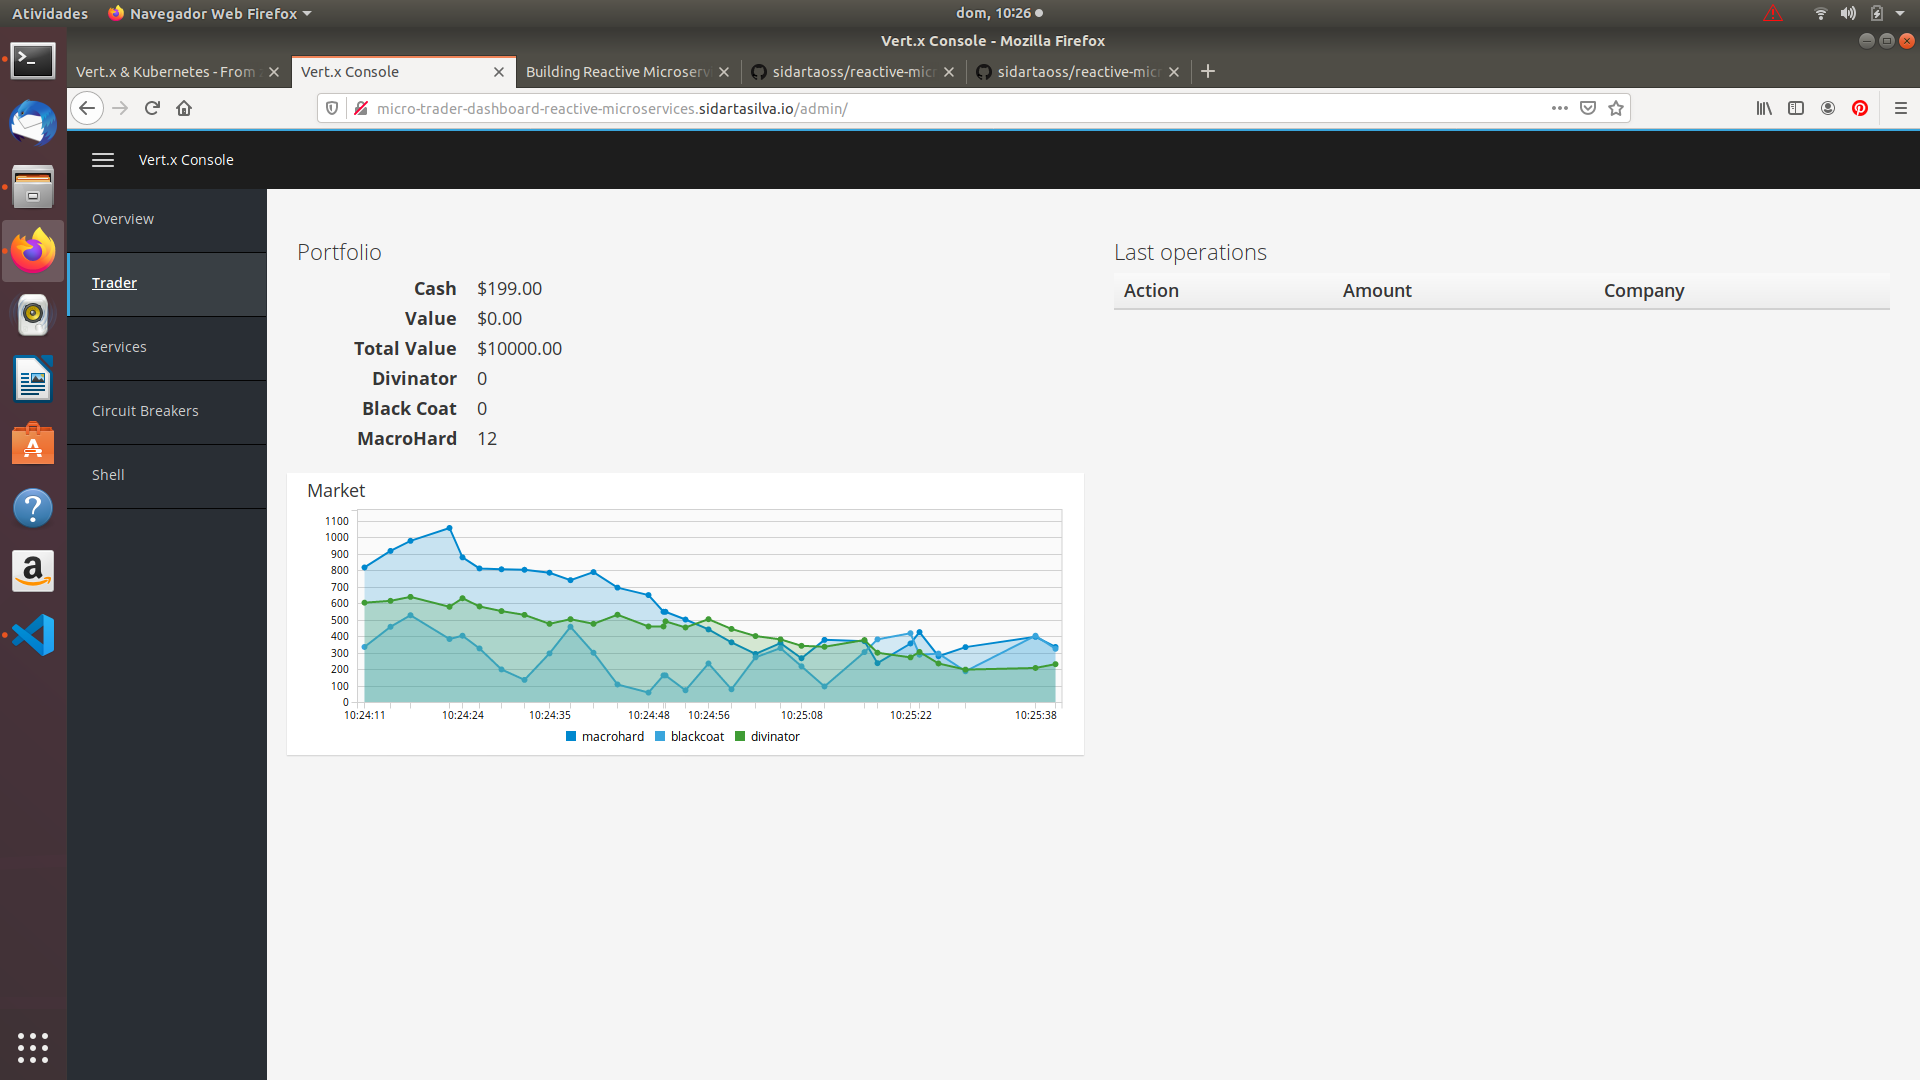 Atividades Navegador Web Firefox dom, 10:26
Vert.x Console - Mozilla Firefox
Vert.x & Kubernetes - From Vert.x Console Building Reactive Microserv sidartaoss/reactive-mic sidartaoss/reactive-mic
micro-trader-dashboard-reactive-microservices.sidartasilva.io/admin/
Vert.x Console
Overview
Trader
Services
Circuit Breakers
Shell
Portfolio
Cash $199.00
Value $0.00
Total Value $10000.00
Divinator 0
Black Coat 0
MacroHard 12
Last operations
Action Amount Company
Market
1100
1000
900
800
700
600
500
400
300
200
100
0
10:24:11 10:24:24 10:24:35 10:24:48 10:24:56 10:25:08 10:25:22 10:25:38
macrohard blackcoat divinator